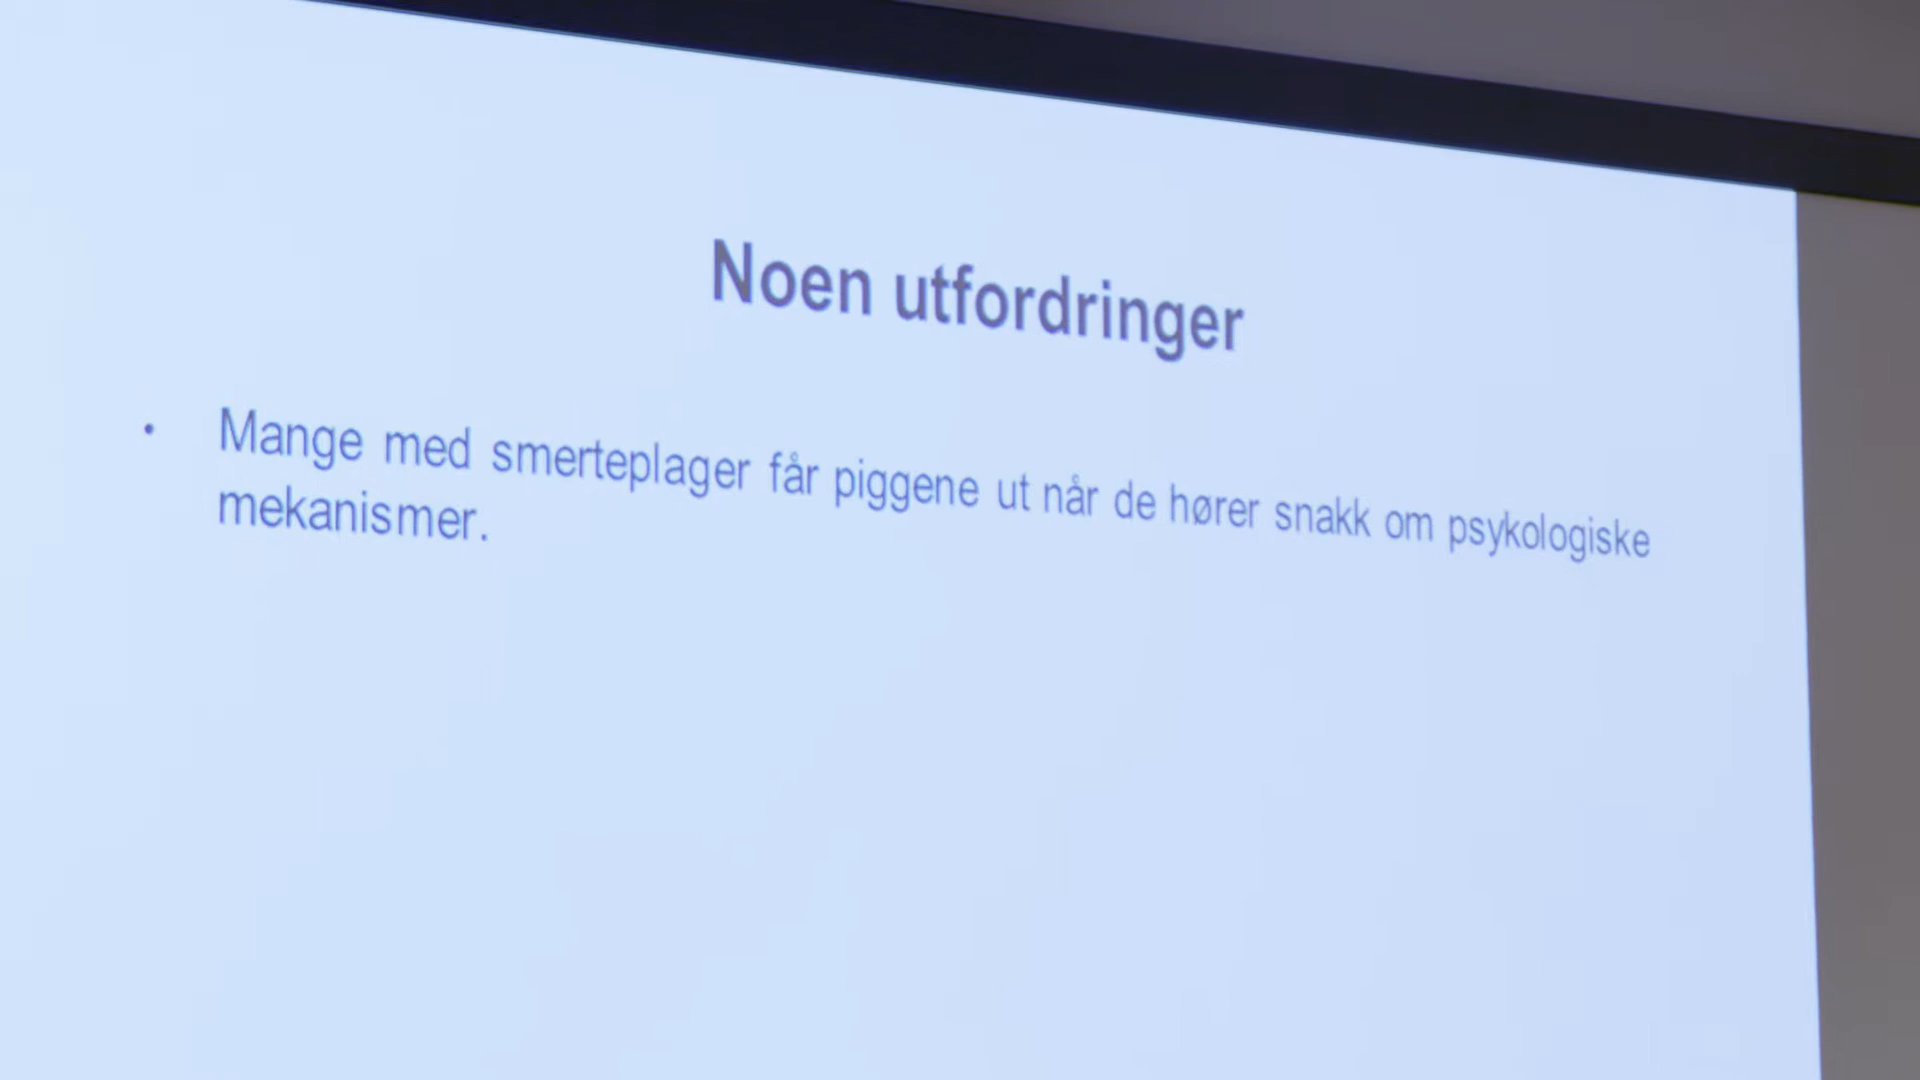 Noen utfordringer
• Mange med smerteplager får piggene ut når de hører snakk om psykologiske
mekanismer.